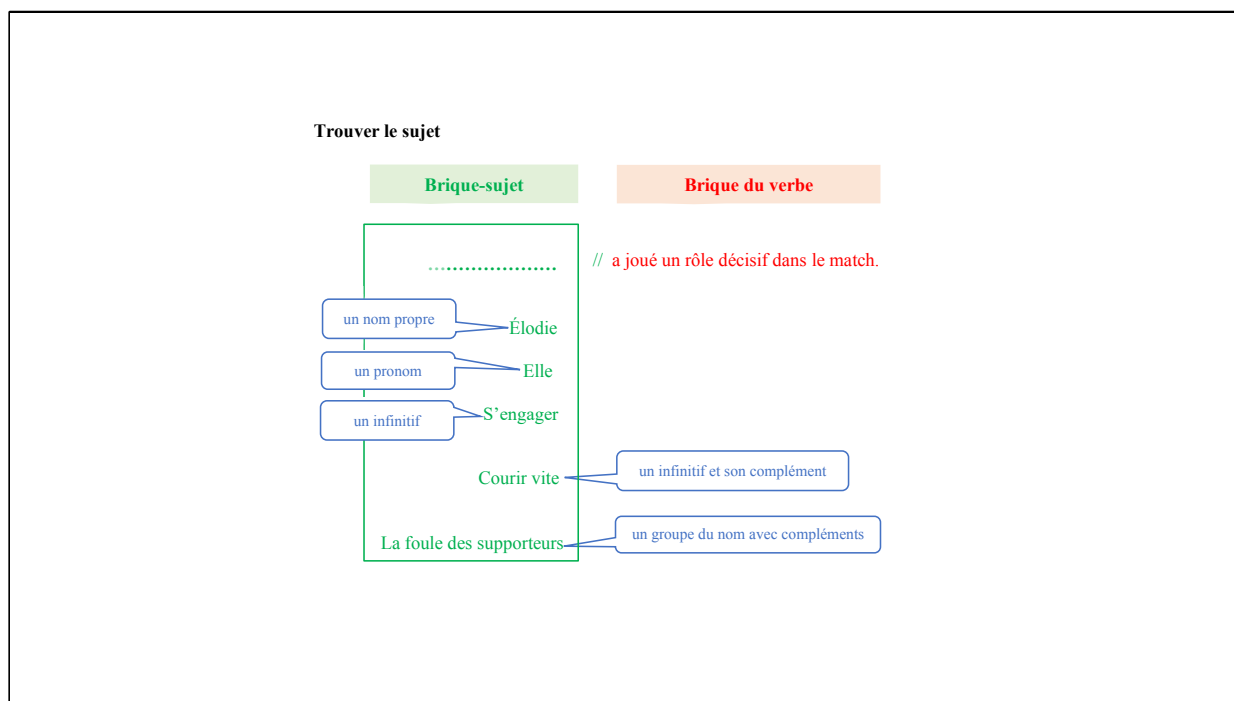 Trouver le sujet
Brique-sujet
Brique du verbe
...................... // a joué un rôle décisif dans le match.
un nom propre
Élodie
un pronom
Elle
un infinitif
S’engager
Courir vite
un infinitif et son complément
La foule des supporteurs
un groupe du nom avec compléments